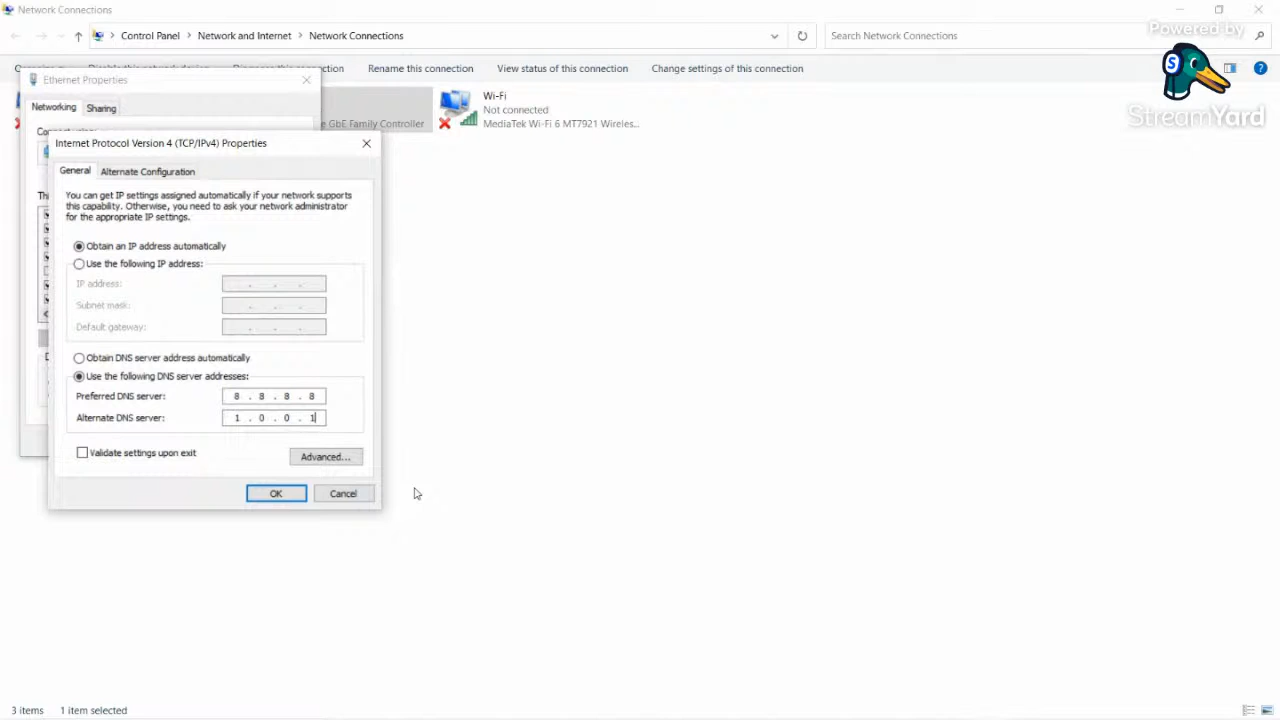 Network Connections
Powered by
Control Panel
Network and Internet
Network Connections
Search Network Connections
StreamYard
Rename this connection
View status of this connection
Change settings of this connection
Ethernet Properties
Networking
Sharing
Wi-Fi
Not connected
MediaTek Wi-Fi 6 MT7921 Wireles...
GbE Family Controller
Internet Protocol Version 4 (TCP/IPv4) Properties
General
Alternate Configuration
You can get IP settings assigned automatically if your network supports
this capability. Otherwise, you need to ask your network administrator
for the appropriate IP settings.
Obtain an IP address automatically
Use the following IP address:
IP address:
Subnet mask:
Default gateway:
Obtain DNS server address automatically
Use the following DNS server addresses:
Preferred DNS server: 8 . 8 . 8 . 8
Alternate DNS server: 1 . 0 . 0 . 1
Validate settings upon exit
Advanced...
OK
Cancel
3 items
1 item selected